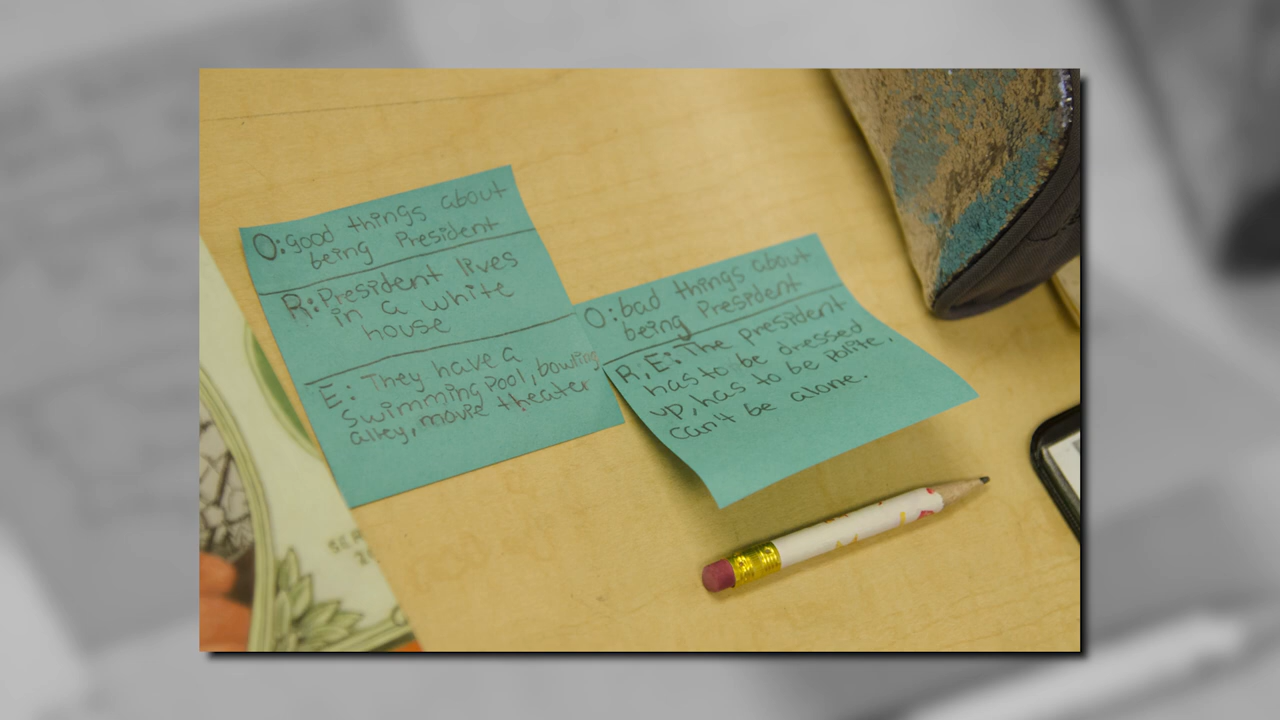 O: good things about
being President
R: President lives
in a white
house
E: They have a
Swimming Pool, bowling
alley, movie theater
O: bad things about
being President
R: E: The president
has to be dressed
up, has to be Polite,
can't be alone.